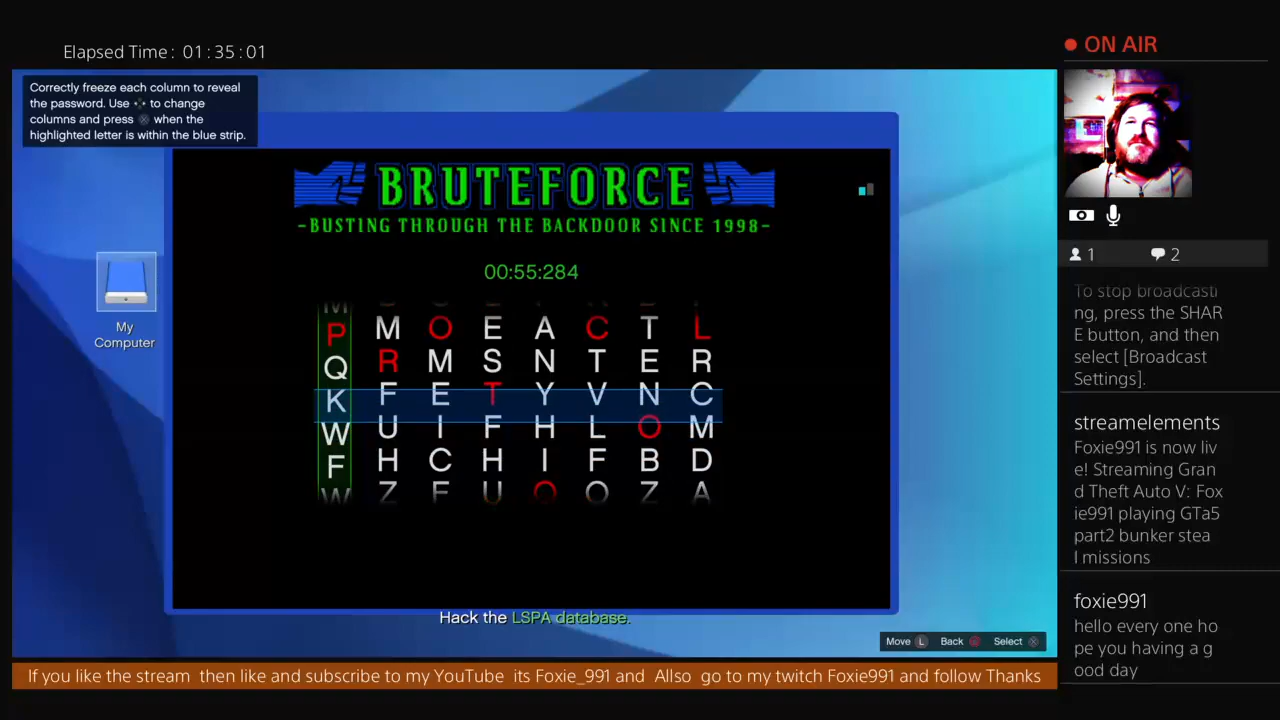 Elapsed Time: 01:35:01
ON AIR
Correctly freeze each column to reve
the password. Use to change
columns and press when the
highlighted letter is within the blue strip.
BRUTEFORCE
-BUSTING THROUGH THE BACKDOOR SINCE 1998-
00:55:284
P M O E A C T L
Q R M S N T E R
K F E T Y V N C
W U I F H L O M
F H C H I F B D
W Z F U O O Z A
My
Computer
Hack the LSPA database.
Move L Back Select
If you like the stream then like and subscribe to my YouTube its Foxie_991 and Allso go to my twitch Foxie991 and follow Thanks
1 2
To stop broadcasti
ng, press the SHAR
E button, and then
select [Broadcast
Settings].
streamelements
Foxie991 is now liv
e! Streaming Gran
d Theft Auto V: Fox
ie991 playing GTa5
part2 bunker stea
l missions
foxie991
hello every one ho
pe you having a g
ood day